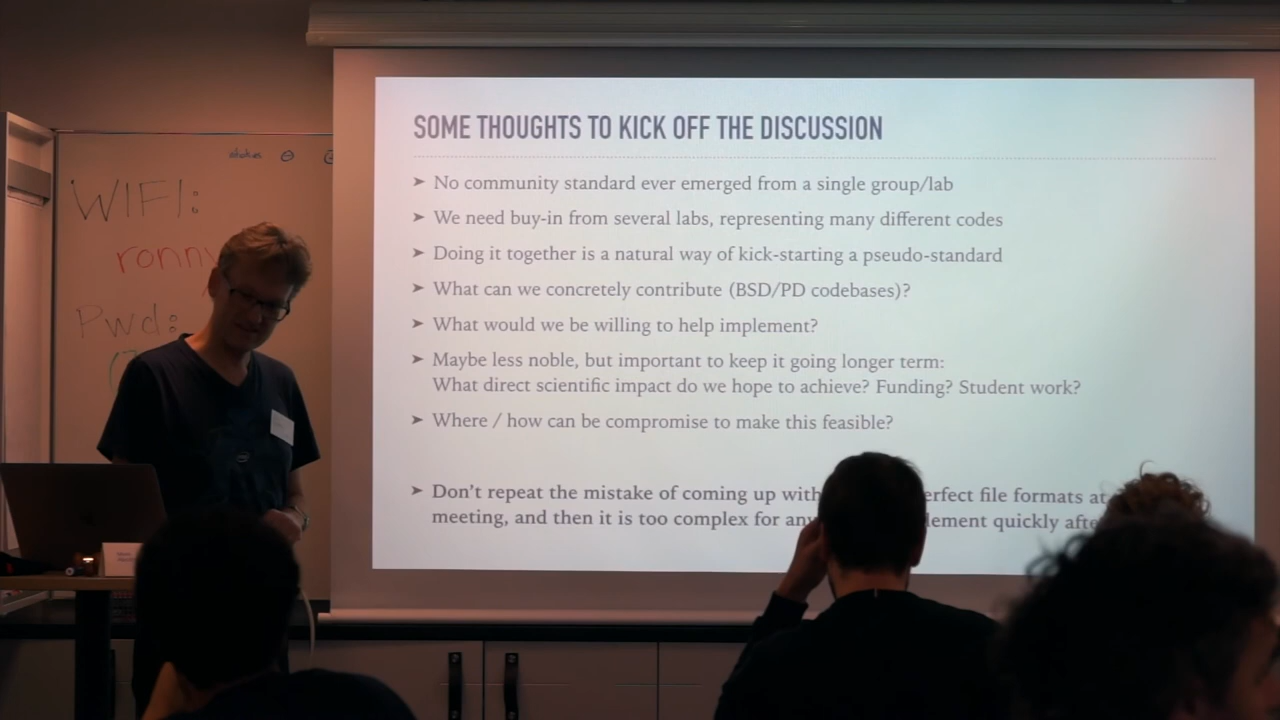 SOME THOUGHTS TO KICK OFF THE DISCUSSION
➤ No community standard ever emerged from a single group/lab
➤ We need buy-in from several labs, representing many different codes
➤ Doing it together is a natural way of kick-starting a pseudo-standard
➤ What can we concretely contribute (BSD/PD codebases)?
➤ What would we be willing to help implement?
➤ Maybe less noble, but important to keep it going longer term:
What direct scientific impact do we hope to achieve? Funding? Student work?
➤ Where / how can be compromise to make this feasible?
➤ Don't repeat the mistake of coming up with erfect file formats at
meeting, and then it is too complex for any lement quickly afte
WIFI:
ronny
Pwd: